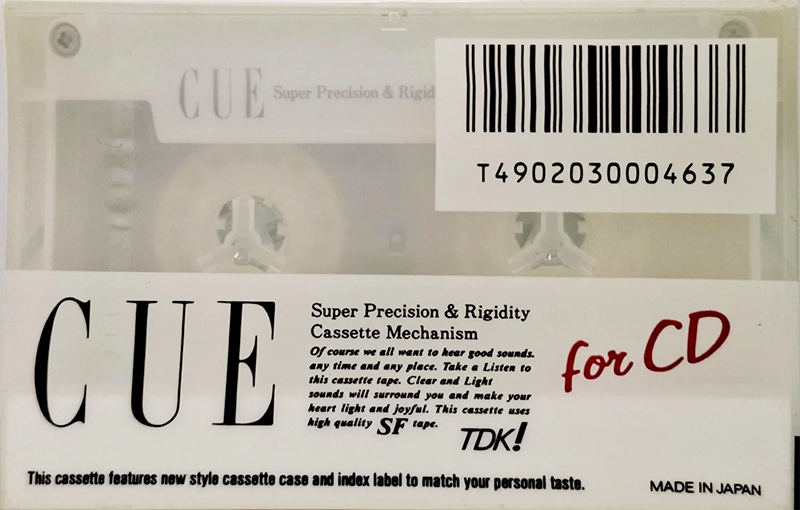 CUE Super Precision & Rigid
T4902030004637
CUE
Super Precision & Rigidity
Cassette Mechanism
Of course we all want to hear good sounds.
any time and any place. Take a Listen to
this cassette tape. Clear and Light
sounds will surround you and make your
heart light and joyful. This cassette uses
high quality SF tape.
TDK!
for CD
This cassette features new style cassette case and index label to match your personal taste.
MADE IN JAPAN